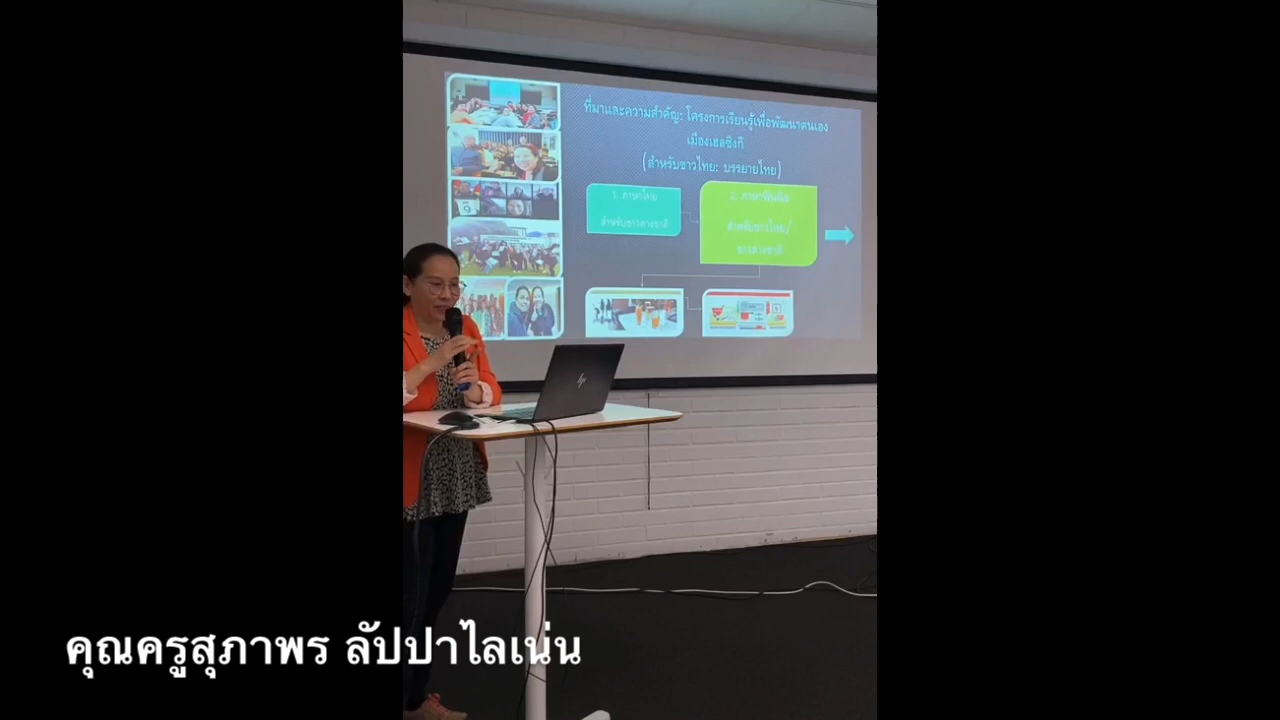 ที่มาและความสำคัญ: โครงการเรียนรู้เพื่อพัฒนาตนเอง
เมืองเฮลซิงกิ
(สำหรับชาวไทย: บรรยายไทย)
1. ภาษาไทย
สำหรับชาวต่างชาติ
2. ภาษาฟินแลนด์
สำหรับชาวไทย/
ชาวต่างชาติ
9
hp
คุณครูสุภาพร ลัปปาไลเน่น